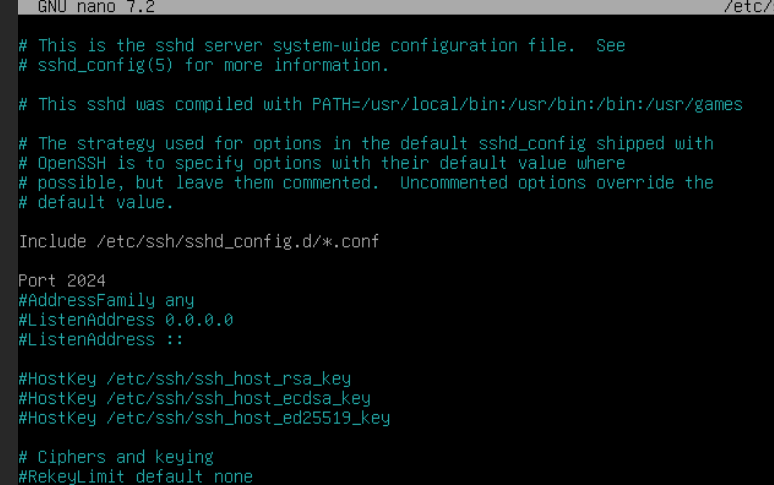 GNU nano 7.2 /etc/
# This is the sshd server system-wide configuration file.  See
# sshd_config(5) for more information.
# This sshd was compiled with PATH=/usr/local/bin:/usr/bin:/bin:/usr/games
# The strategy used for options in the default sshd_config shipped with
# OpenSSH is to specify options with their default value where
# possible, but leave them commented.  Uncommented options override the
# default value.
Include /etc/ssh/sshd_config.d/*.conf
Port 2024
#AddressFamily any
#ListenAddress 0.0.0.0
#ListenAddress ::
#HostKey /etc/ssh/ssh_host_rsa_key
#HostKey /etc/ssh/ssh_host_ecdsa_key
#HostKey /etc/ssh/ssh_host_ed25519_key
# Ciphers and keying
#RekeyLimit default none